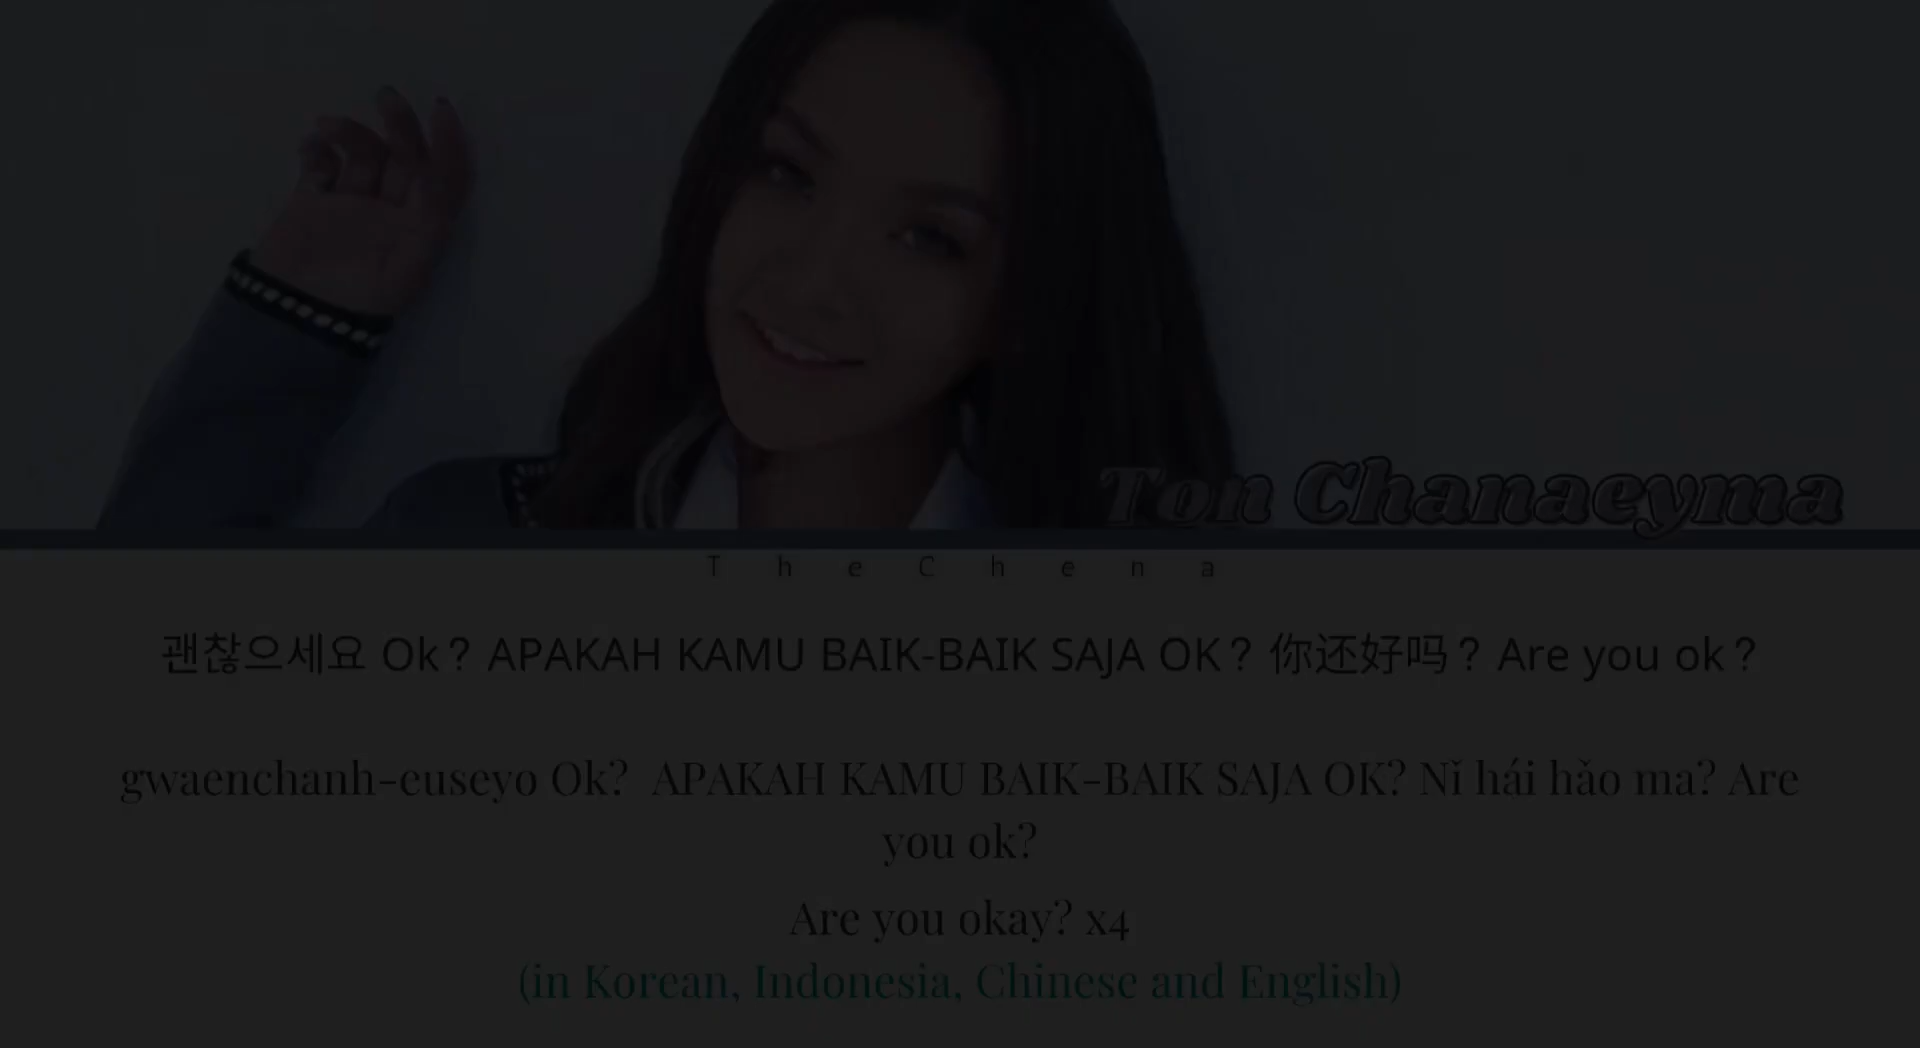 Ton Chanaeyma
TheChena
괜찮으세요 Ok？ APAKAH KAMU BAIK-BAIK SAJA OK？ 你还好吗？ Are you ok？
gwaenchanh-euseyo Ok? APAKAH KAMU BAIK-BAIK SAJA OK? Nǐ hái hǎo ma? Are
you ok?
Are you okay? x4
(in Korean, Indonesia, Chinese and English)